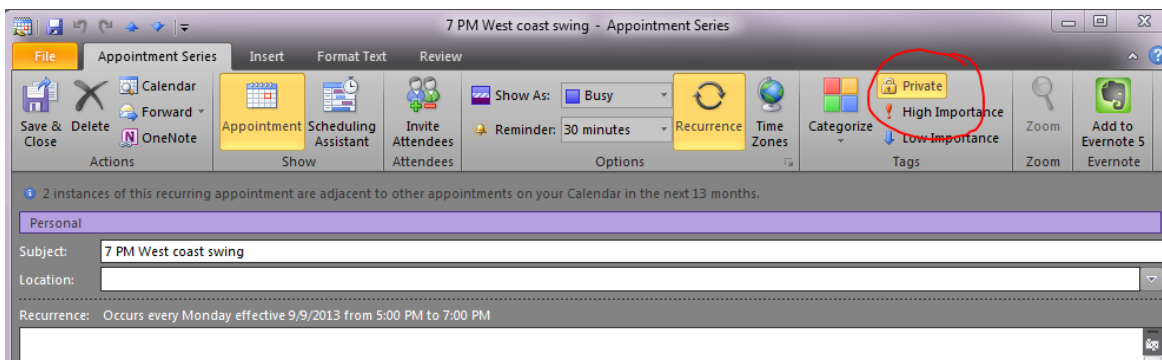 7 PM West coast swing - Appointment Series
File Appointment Series Insert Format Text Review
Save & Close
Delete
Calendar
Forward
OneNote
Actions
Appointment
Scheduling Assistant
Show
Invite Attendees
Attendees
Show As: Busy
Reminder: 30 minutes
Recurrence
Time Zones
Options
Categorize
Private
High Importance
Low Importance
Tags
Zoom
Zoom
Add to Evernote 5
Evernote
2 instances of this recurring appointment are adjacent to other appointments on your Calendar in the next 13 months.
Personal
Subject: 7 PM West coast swing
Location:
Recurrence: Occurs every Monday effective 9/9/2013 from 5:00 PM to 7:00 PM